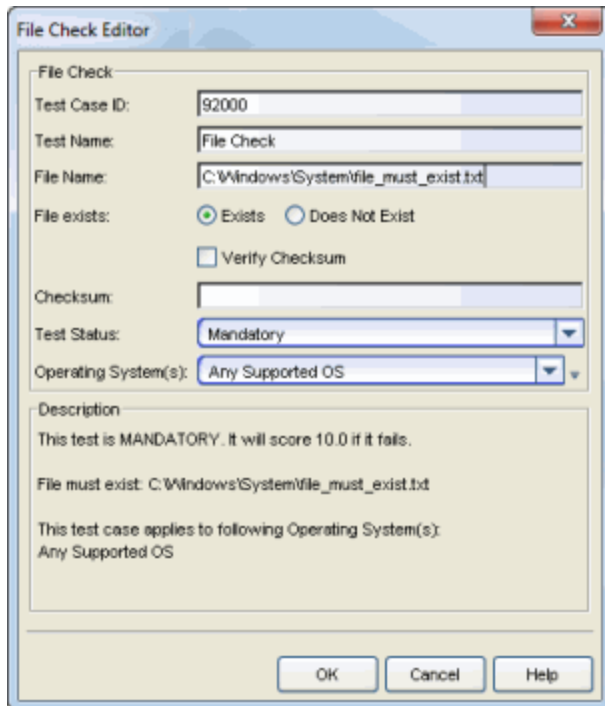 File Check Editor
File Check
Test Case ID: 92000
Test Name: File Check
File Name: C:\Windows\System\file_must_exist.txt
File exists: Exists Does Not Exist
Verify Checksum
Checksum:
Test Status: Mandatory
Operating System(s): Any Supported OS
Description
This test is MANDATORY. It will score 10.0 if it fails.
File must exist: C:\Windows\System\file_must_exist.txt
This test case applies to following Operating System(s):
Any Supported OS
OK Cancel Help